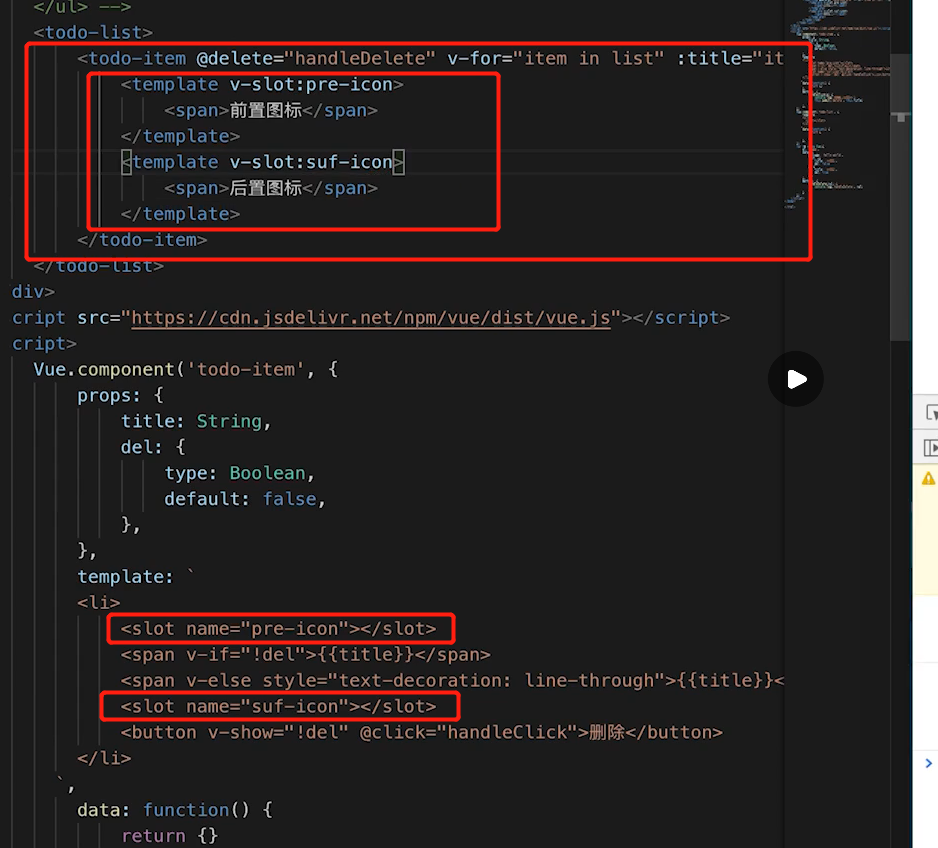 </ul> -->
<todo-list>
<todo-item @delete="handleDelete" v-for="item in list" :title="it
<template v-slot:pre-icon>
<span>前置图标</span>
</template>
<template v-slot:suf-icon>
<span>后置图标</span>
</template>
</todo-item>
</todo-list>
div>
cript src="https://cdn.jsdelivr.net/npm/vue/dist/vue.js"></script>
cript>
Vue.component('todo-item', {
props: {
title: String,
del: {
type: Boolean,
default: false,
},
},
template: `
<li>
<slot name="pre-icon"></slot>
<span v-if="!del">{{title}}</span>
<span v-else style="text-decoration: line-through">{{title}}<
<slot name="suf-icon"></slot>
<button v-show="!del" @click="handleClick">删除</button>
</li>
`,
data: function() {
return {}